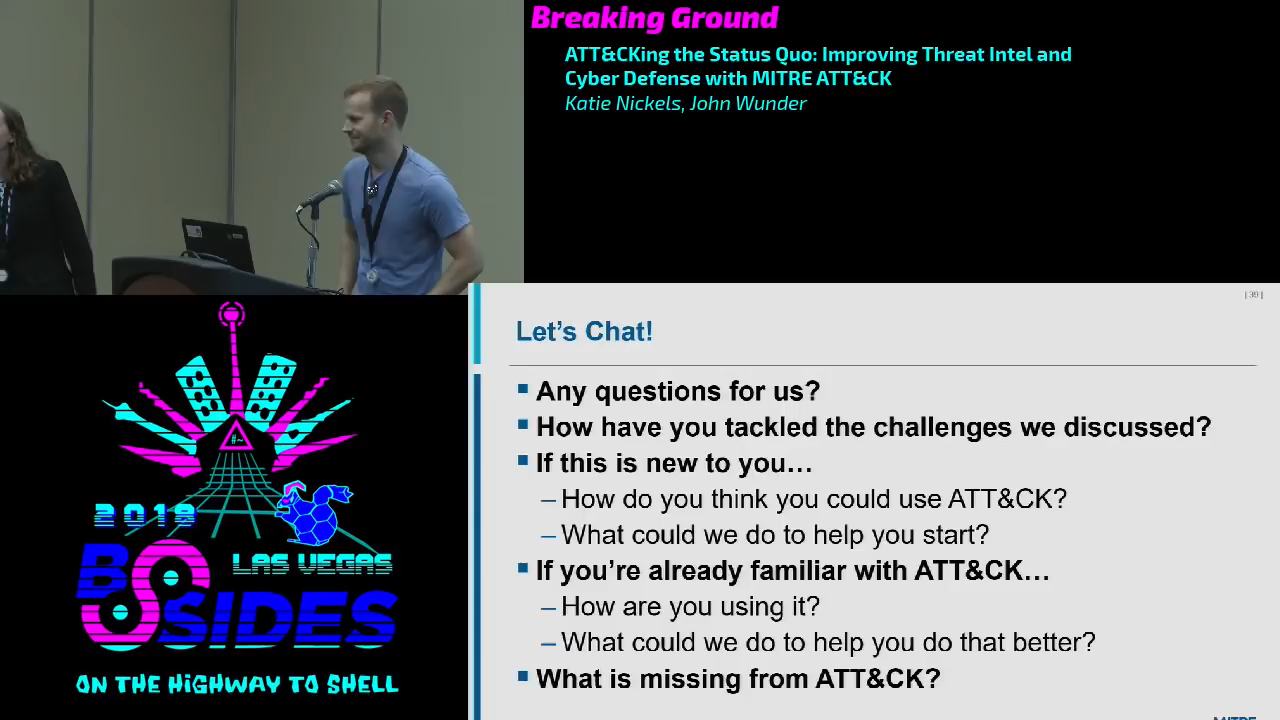 Breaking Ground
ATT&CKing the Status Quo: Improving Threat Intel and
Cyber Defense with MITRE ATT&CK
Katie Nickels, John Wunder
#~
2018
BSIDES
LAS VEGAS
ON THE HIGHWAY TO SHELL
| 39 |
Let’s Chat!
▪ Any questions for us?
▪ How have you tackled the challenges we discussed?
▪ If this is new to you…
– How do you think you could use ATT&CK?
– What could we do to help you start?
▪ If you’re already familiar with ATT&CK…
– How are you using it?
– What could we do to help you do that better?
▪ What is missing from ATT&CK?
MITRE